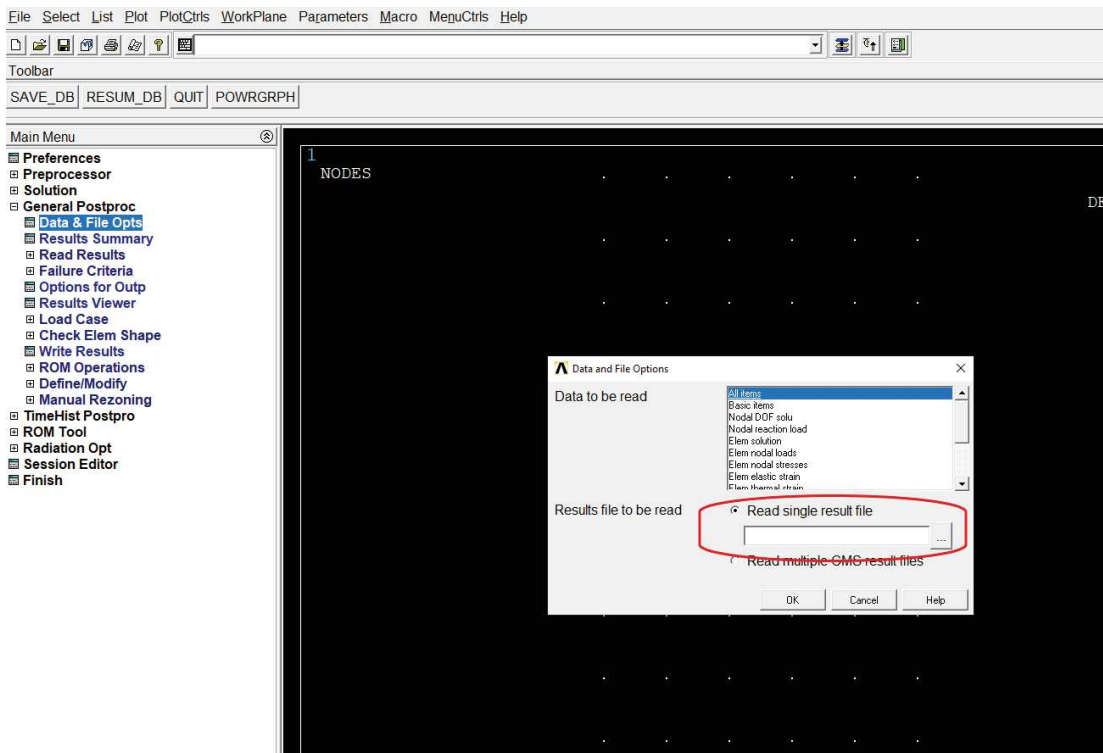 File Select List Plot PlotCtrls WorkPlane Parameters Macro MenuCtrls Help
Toolbar
SAVE_DB RESUM_DB QUIT POWRGRPH
Main Menu
Preferences
Preprocessor
Solution
General Postproc
Data & File Opts
Results Summary
Read Results
Failure Criteria
Options for Outp
Results Viewer
Load Case
Check Elem Shape
Write Results
ROM Operations
Define/Modify
Manual Rezoning
TimeHist Postpro
ROM Tool
Radiation Opt
Session Editor
Finish
1
NODES
DE
Data and File Options
Data to be read
All items
Basic items
Nodal DOF solu
Nodal reaction load
Elem solution
Elem nodal loads
Elem nodal stresses
Elem elastic strain
Elem thermal strain
Results file to be read
Read single result file
...
Read multiple CMS result files
OK Cancel Help